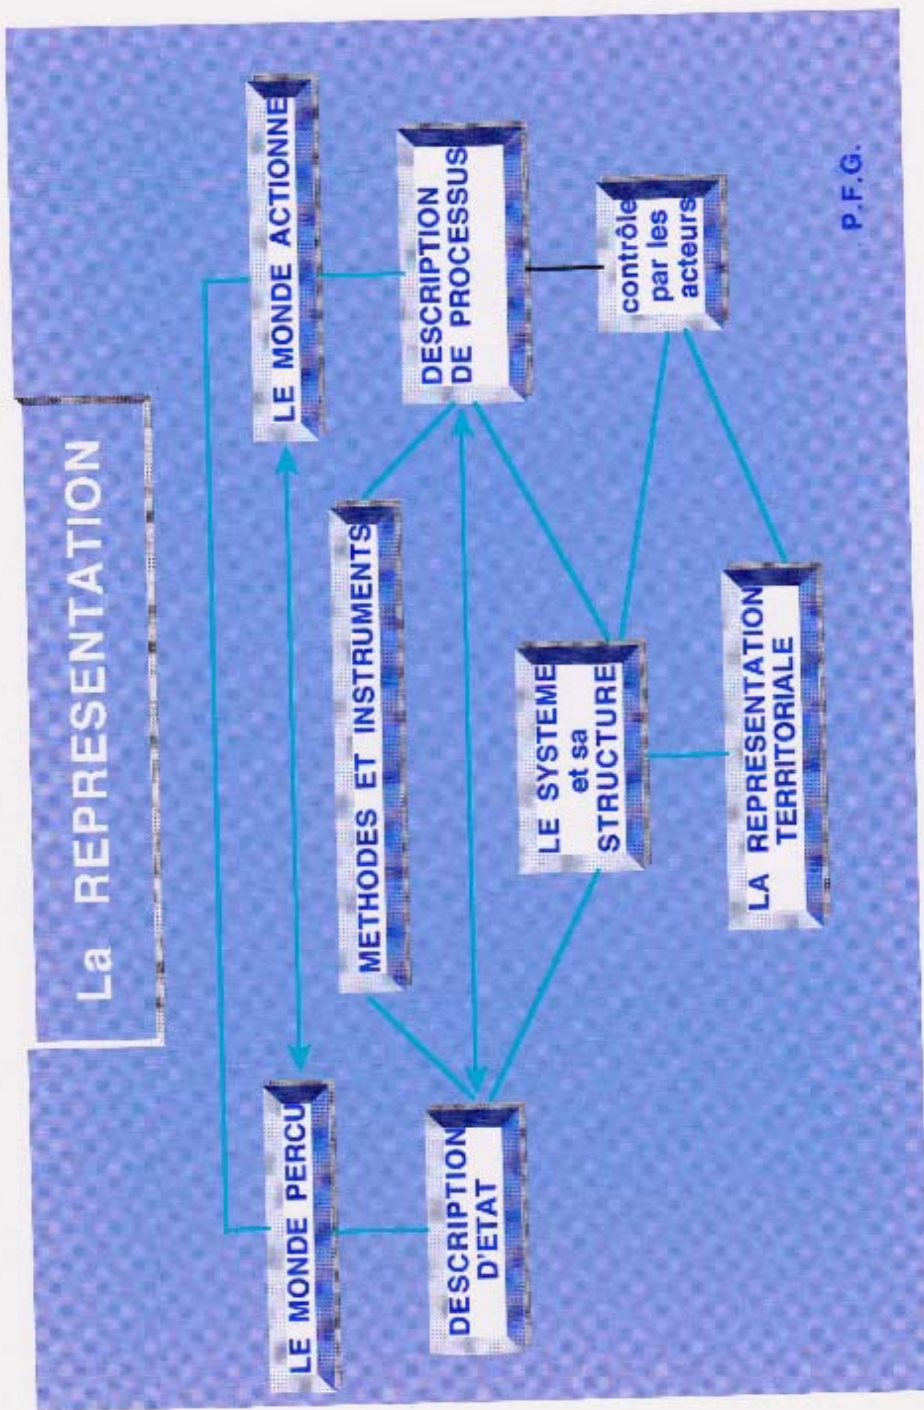 La REPRESENTATION
LE MONDE PERCU
LE MONDE ACTIONNE
METHODES ET INSTRUMENTS
DESCRIPTION
D'ETAT
DESCRIPTION
DE PROCESSUS
LE SYSTEME
et sa
STRUCTURE
contrôle
par les
acteurs
LA REPRESENTATION
TERRITORIALE
P.F.G.